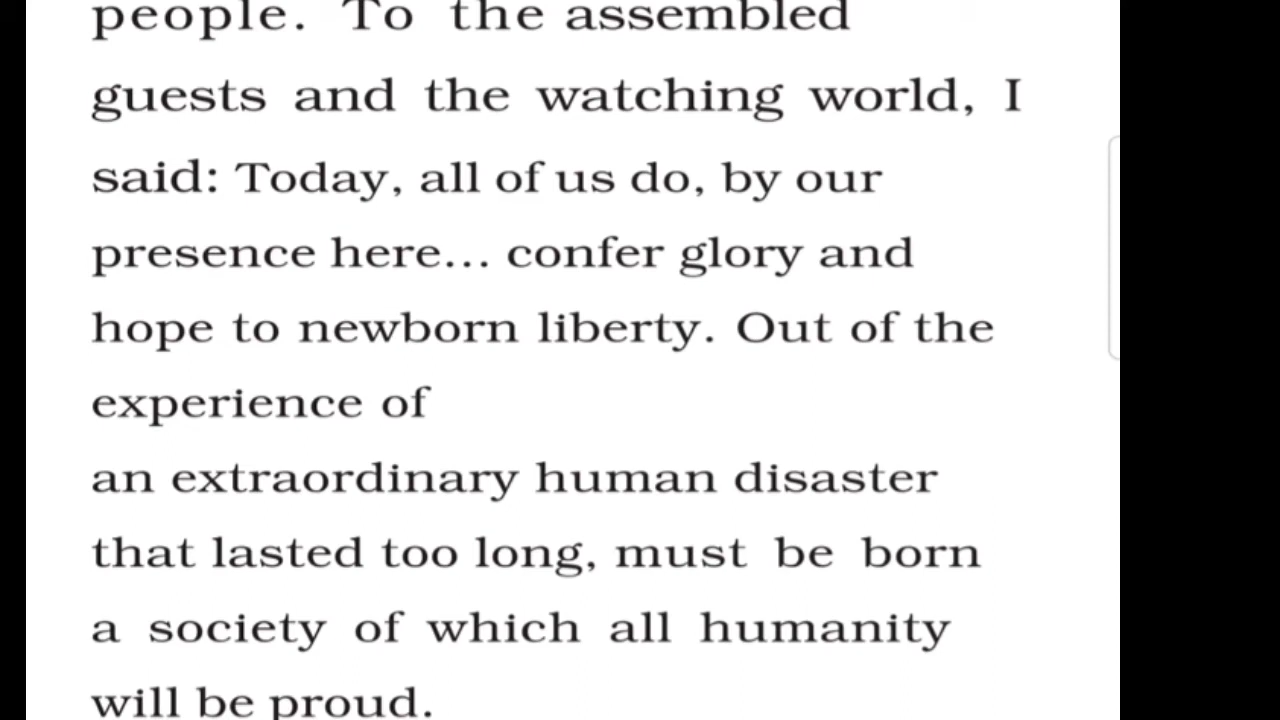 people. To the assembled
guests and the watching world, I
said: Today, all of us do, by our
presence here... confer glory and
hope to newborn liberty. Out of the
experience of
an extraordinary human disaster
that lasted too long, must be born
a society of which all humanity
will be proud.